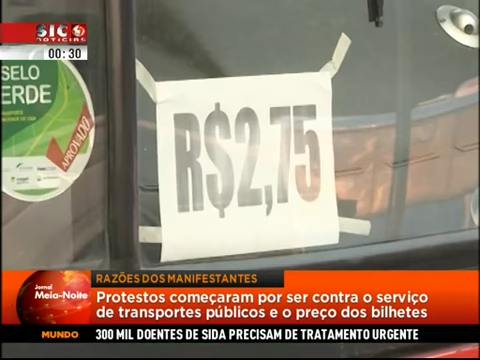 SIC
NOTÍCIAS
00:30
SELO
VERDE
APROVADO
R$2,75
RAZÕES DOS MANIFESTANTES
Jornal
Meia-Noite
Protestos começaram por ser contra o serviço
de transportes públicos e o preço dos bilhetes
MUNDO 300 MIL DOENTES DE SIDA PRECISAM DE TRATAMENTO URGENTE